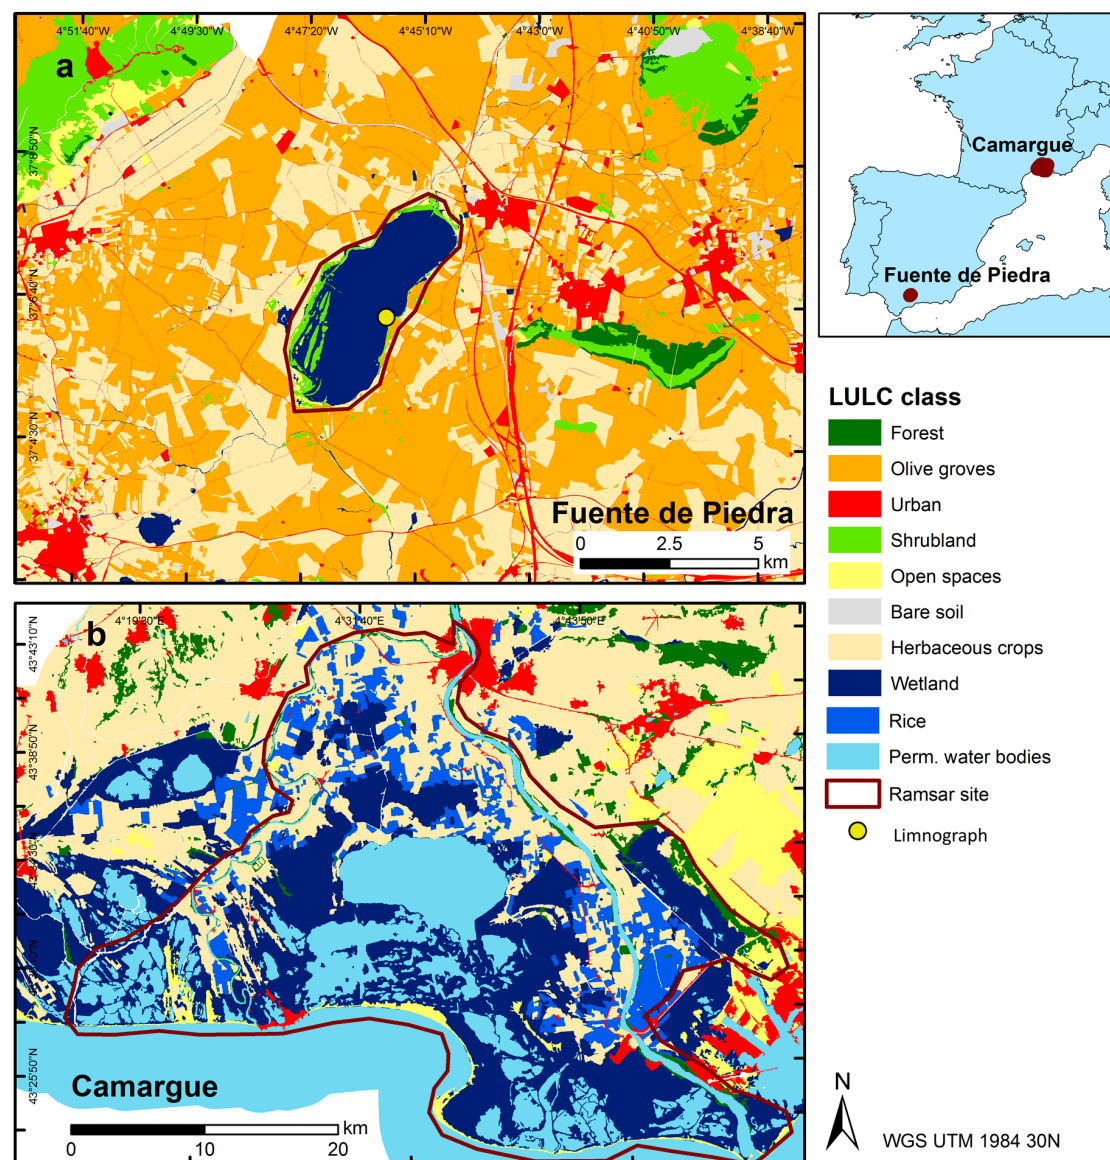 4°51'40"W
4°49'30"W
4°47'20"W
4°45'10"W
4°43'0"W
4°40'50"W
4°38'40"W
a
37°8'50"N
37°6'40"N
37°4'30"N
Fuente de Piedra
0 2.5 5
km
Camargue
Fuente de Piedra
LULC class
Forest
Olive groves
Urban
Shrubland
Open spaces
Bare soil
Herbaceous crops
Wetland
Rice
Perm. water bodies
Ramsar site
Limnograph
b
4°19'30"E
4°31'40"E
4°43'50"E
43°43'10"N
43°38'50"N
43°25'50"N
Camargue
0 10 20
km
N
WGS UTM 1984 30N